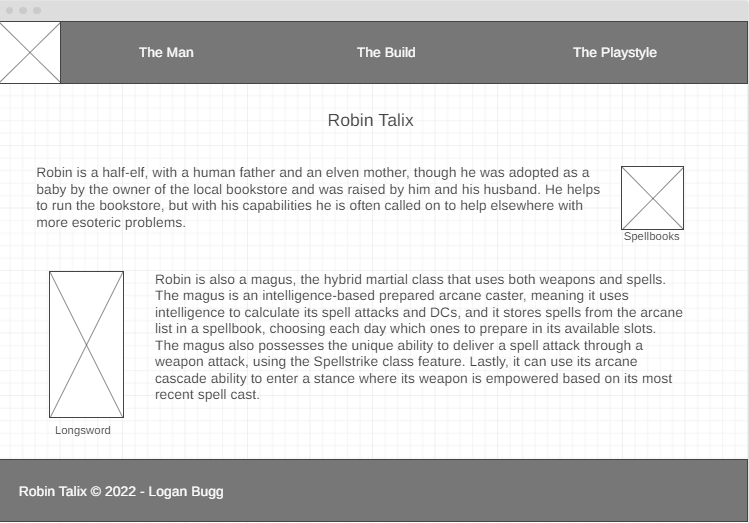 The Man The Build The Playstyle
Robin Talix
Robin is a half-elf, with a human father and an elven mother, though he was adopted as a
baby by the owner of the local bookstore and was raised by him and his husband. He helps
to run the bookstore, but with his capabilities he is often called on to help elsewhere with
more esoteric problems.
Spellbooks
Robin is also a magus, the hybrid martial class that uses both weapons and spells.
The magus is an intelligence-based prepared arcane caster, meaning it uses
intelligence to calculate its spell attacks and DCs, and it stores spells from the arcane
list in a spellbook, choosing each day which ones to prepare in its available slots.
The magus also possesses the unique ability to deliver a spell attack through a
weapon attack, using the Spellstrike class feature. Lastly, it can use its arcane
cascade ability to enter a stance where its weapon is empowered based on its most
recent spell cast.
Longsword
Robin Talix © 2022 - Logan Bugg